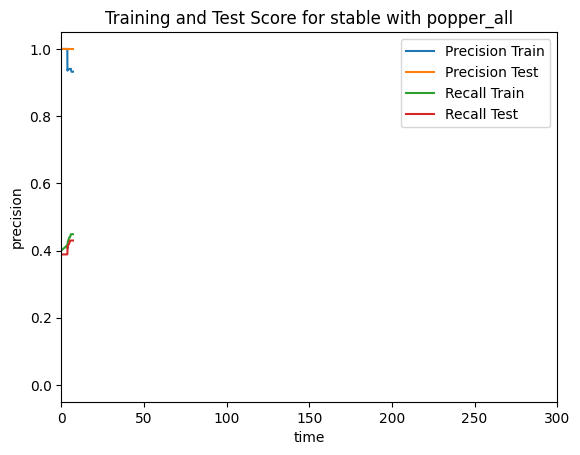 Training and Test Score for stable with popper_all
Precision Train
Precision Test
Recall Train
Recall Test
precision
1.0
0.8
0.6
0.4
0.2
0.0
0 50 100 150 200 250 300
time